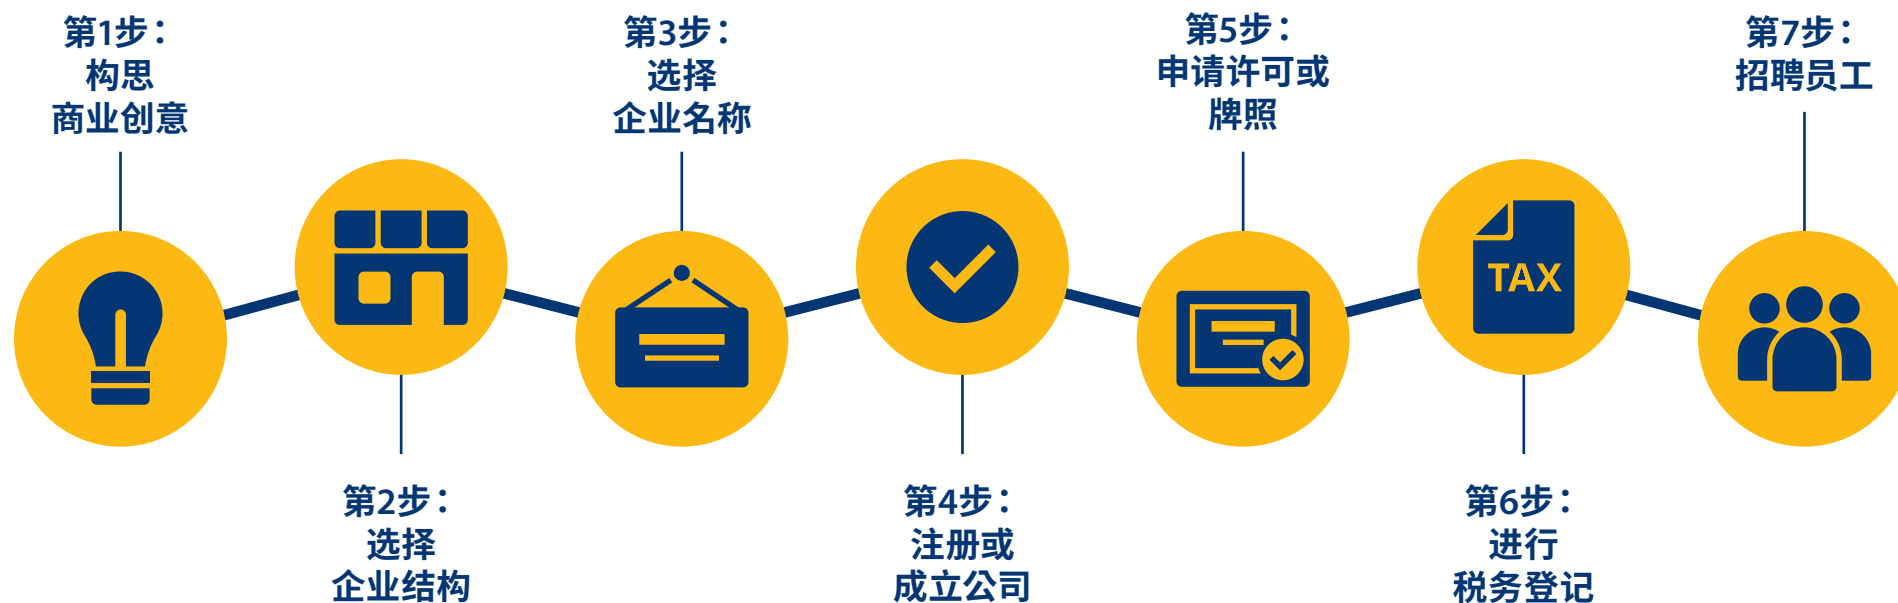 第1步：
构思
商业创意
第2步：
选择
企业结构
第3步：
选择
企业名称
第4步：
注册或
成立公司
第5步：
申请许可或
牌照
TAX
第6步：
进行
税务登记
第7步：
招聘员工